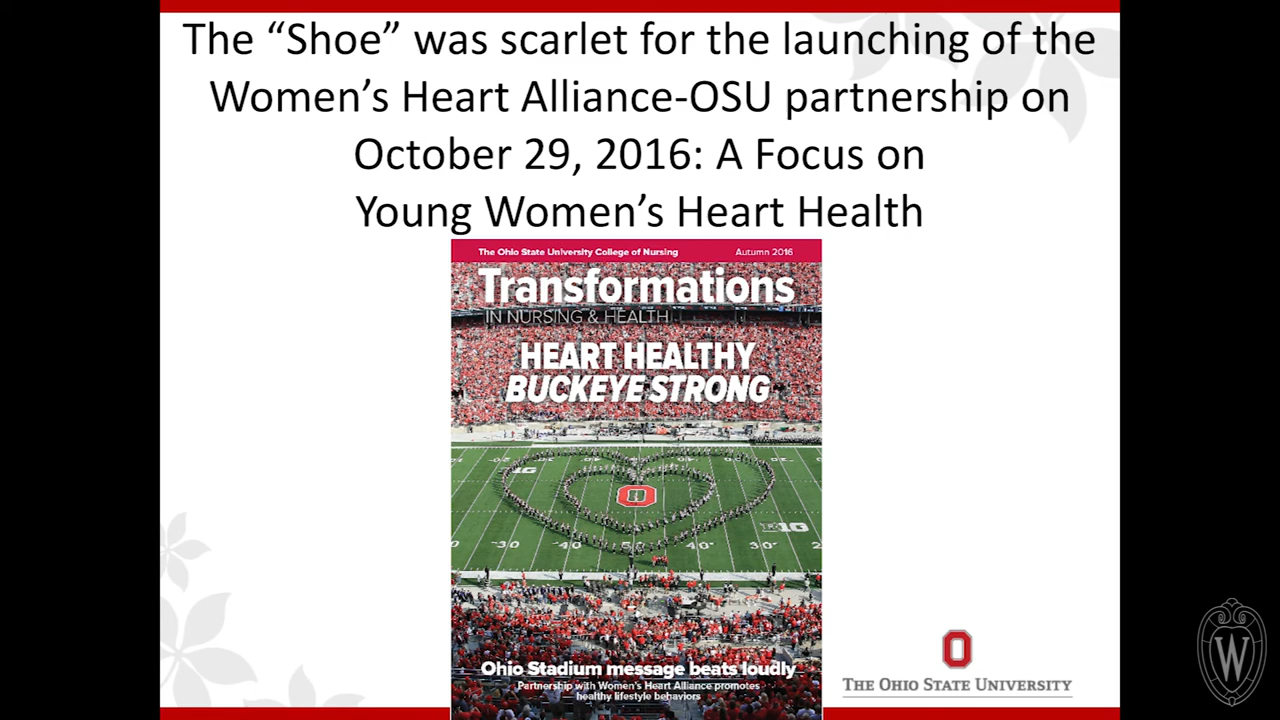 The “Shoe” was scarlet for the launching of the
Women’s Heart Alliance-OSU partnership on
October 29, 2016: A Focus on
Young Women’s Heart Health
The Ohio State University College of Nursing Autumn 2016
Transformations
IN NURSING & HEALTH
HEART HEALTHY
BUCKEYE STRONG
Ohio Stadium message beats loudly
Partnership with Women's Heart Alliance promotes
healthy lifestyle behaviors
O
THE OHIO STATE UNIVERSITY
W